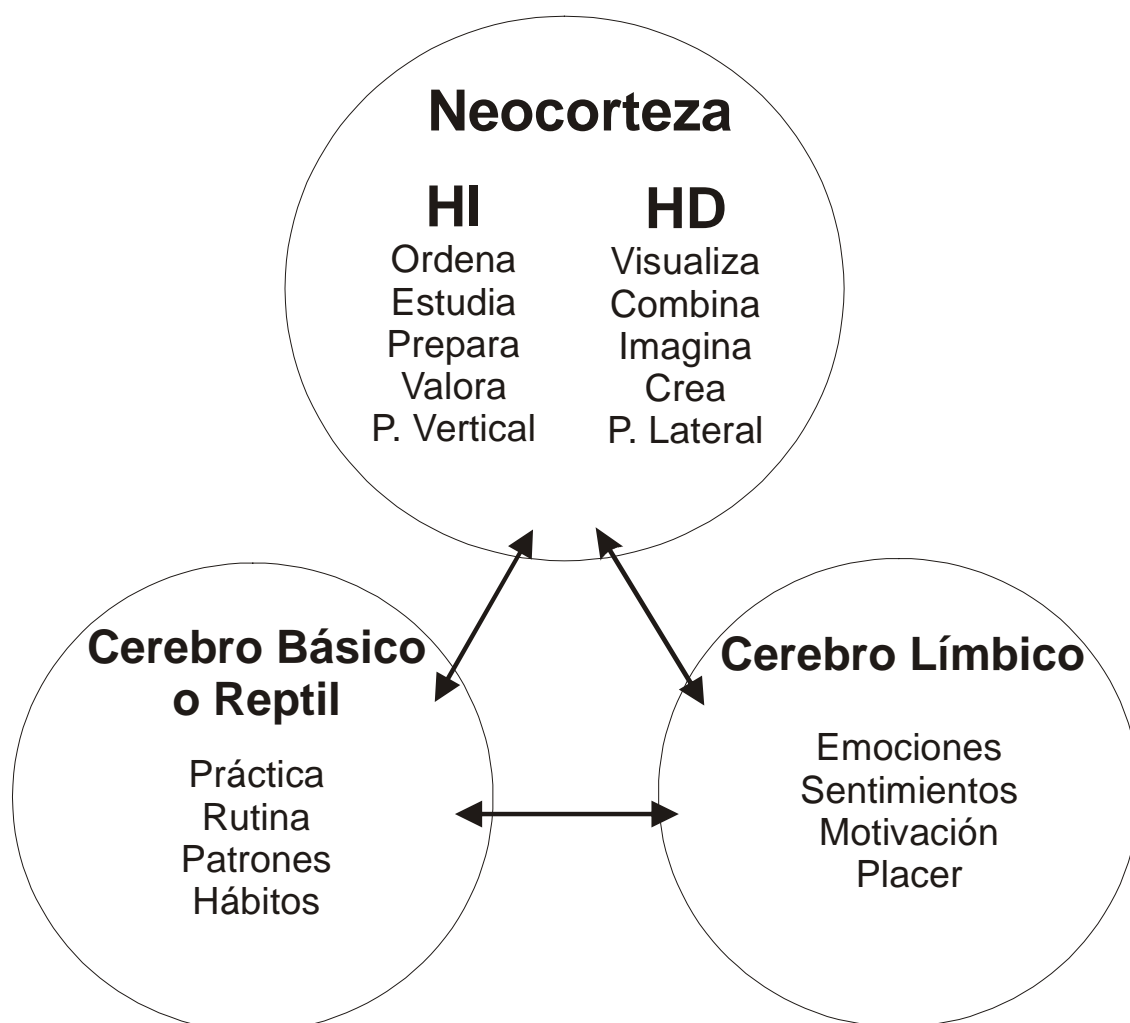 Neocorteza
HI
Ordena
Estudia
Prepara
Valora
P. Vertical
HD
Visualiza
Combina
Imagina
Crea
P. Lateral
Cerebro Básico
o Reptil
Práctica
Rutina
Patrones
Hábitos
Cerebro Límbico
Emociones
Sentimientos
Motivación
Placer